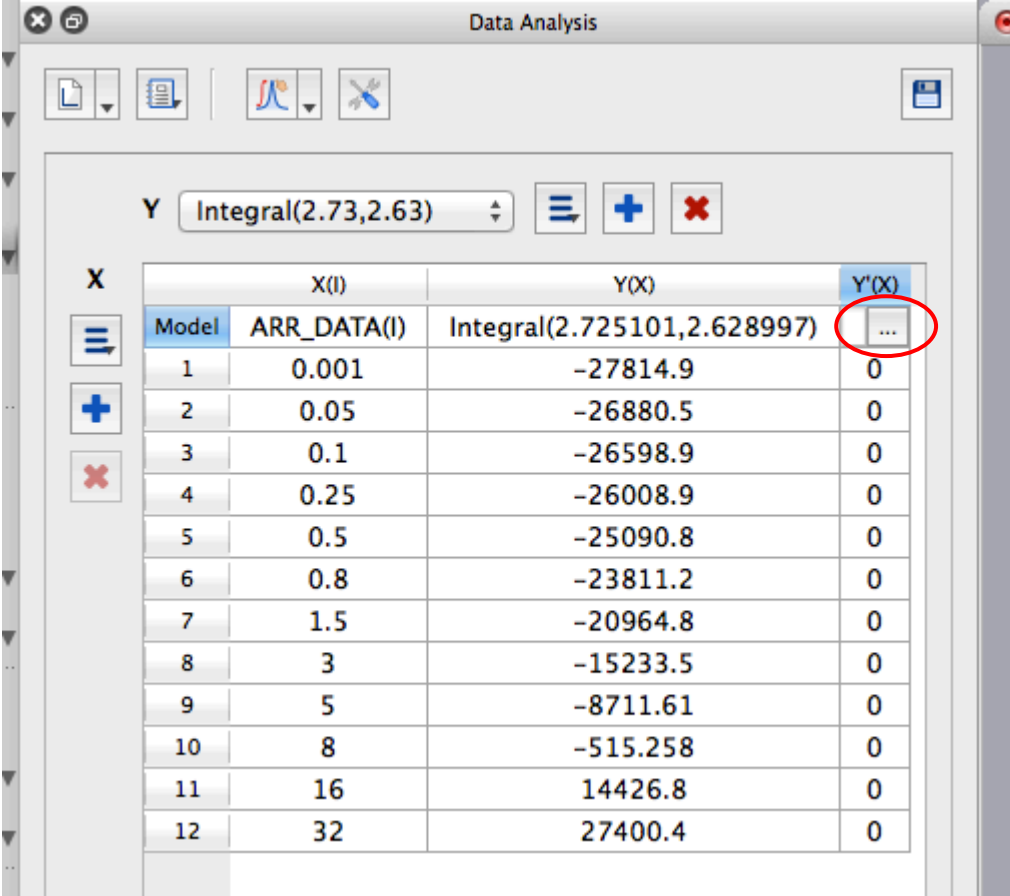 Data Analysis
Y Integral(2.73,2.63)
X X(I) Y(X) Y'(X)
Model ARR_DATA(I) Integral(2.725101,2.628997) ...
1 0.001 −27814.9 0
2 0.05 −26880.5 0
3 0.1 −26598.9 0
4 0.25 −26008.9 0
5 0.5 −25090.8 0
6 0.8 −23811.2 0
7 1.5 −20964.8 0
8 3 −15233.5 0
9 5 −8711.61 0
10 8 −515.258 0
11 16 14426.8 0
12 32 27400.4 0